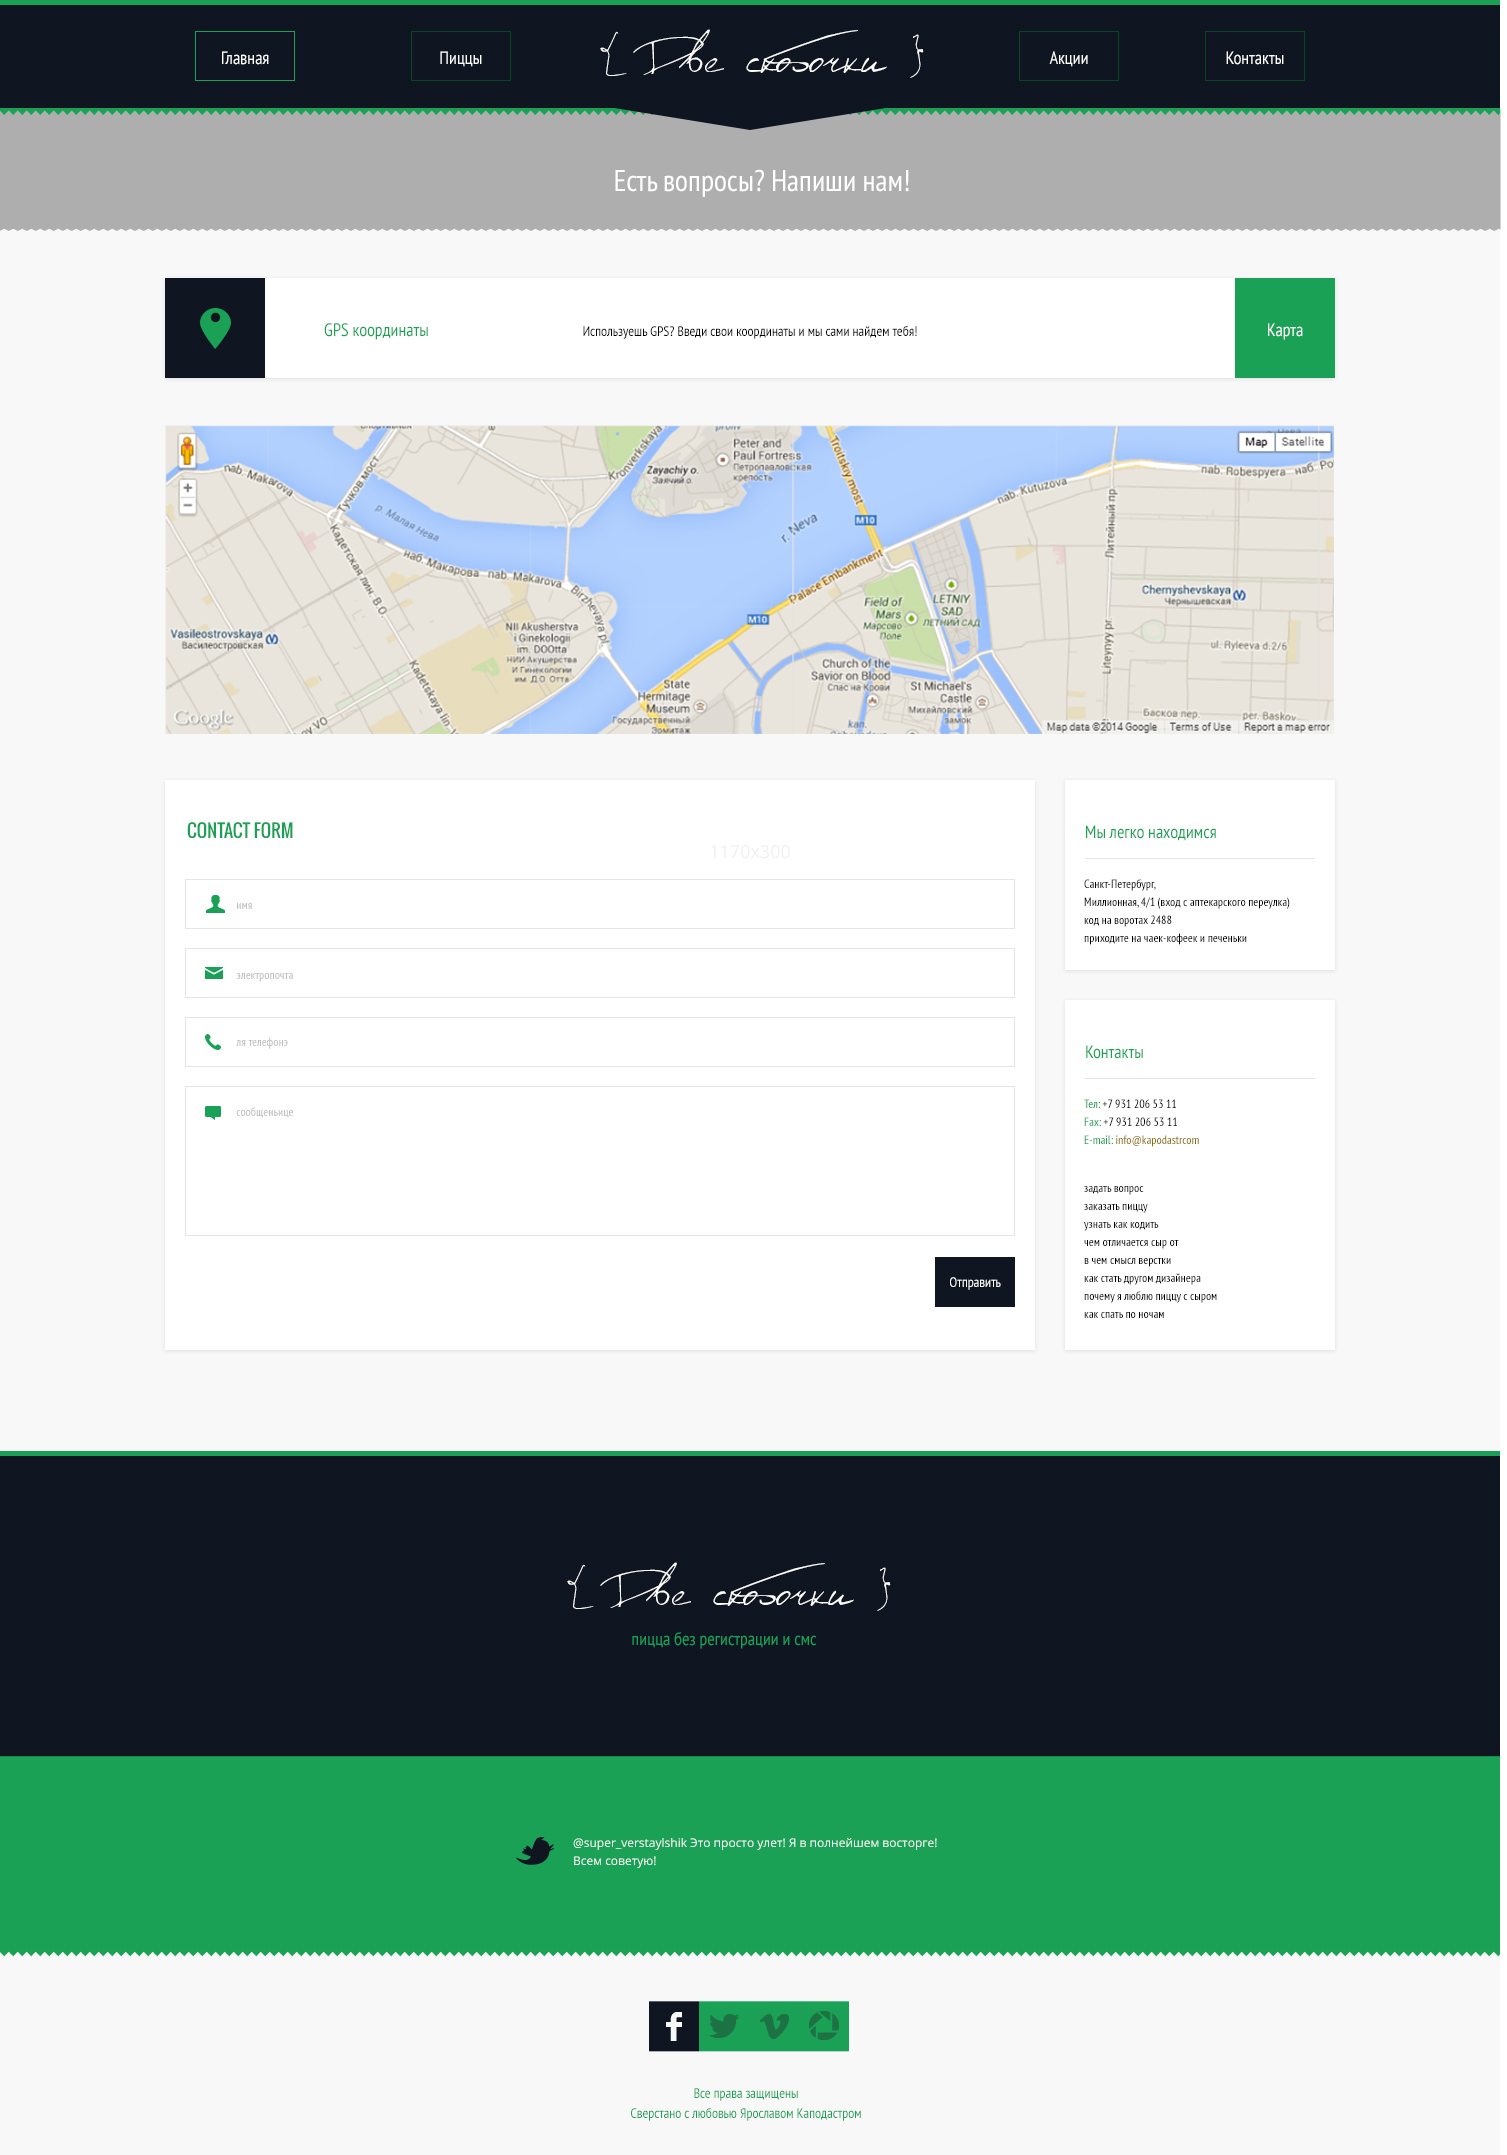 Главная
Пиццы
{ Две скобочки }
Акции
Контакты
Есть вопросы? Напиши нам!
GPS координаты
Используешь GPS? Введи свои координаты и мы сами найдем тебя!
Карта
Map
Satellite
nab. Makarova
Тучков мост
р. Малая Нева
Кадетская лин. В.О.
наб. Макарова
nab. Makarova
Birzhevaya pl.
Kronverkskaya
Zayachiy o.
Заячий о.
Peter and
Paul Fortress
Петропавловская
крепость
Troitskiy most
г. Neva
M10
Palace Embankment
M10
nab. Kutuzova
nab. Robespyera
наб. Ро
Литейный пр
Liteynyy pr.
Chernyshevskaya
Чернышевская
ul. Ryleeva d.2/6
LETNIY
SAD
ЛЕТНИЙ САД
Field of
Mars
Марсово
Поле
Vasileostrovskaya
Василеостровская
NII Akusherstva
i Ginekologii
im. DOOtta
НИИ Акушерства
И Гинекологии
им. Д.О. Отта
Kadetskaya lin
State
Hermitage
Museum
Государственный
Эрмитаж
Church of the
Savior on Blood
Спас на Крови
St Michael's
Castle
Михайловский
замок
kan.
Басков пер.
per. Baskov
Google
Map data ©2014 Google
Terms of Use
Report a map error
CONTACT FORM
1170x300
имя
электропочта
ля телефонэ
сообщеньице
Отправить
Мы легко находимся
Санкт-Петербург,
Миллионная, 4/1 (вход с аптекарского переулка)
код на воротах 2488
приходите на чаек-кофеек и печеньки
Контакты
Тел: +7 931 206 53 11
Fax: +7 931 206 53 11
E-mail: info@kapodastrcom
задать вопрос
заказать пиццу
узнать как кодить
чем отличается сыр от
в чем смысл верстки
как стать другом дизайнера
почему я люблю пиццу с сыром
как спать по ночам
{ Две скобочки }
пицца без регистрации и смс
@super_verstaylshik Это просто улет! Я в полнейшем восторге!
Всем советую!
Все права защищены
Сверстано с любовью Ярославом Каподастром